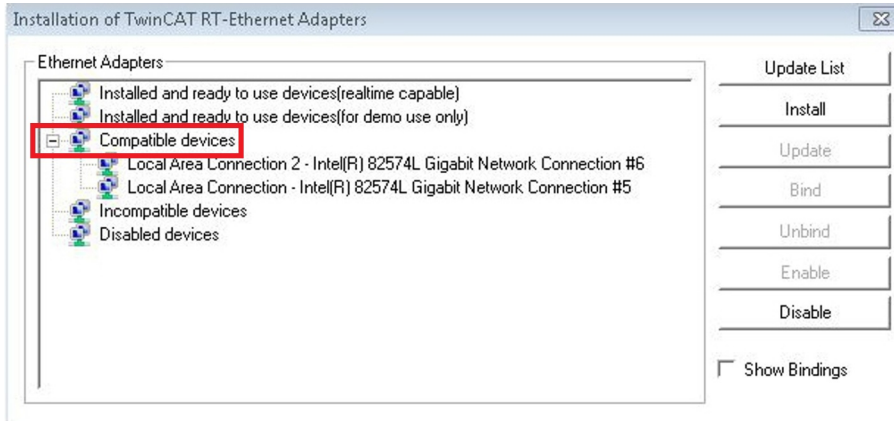 Installation of TwinCAT RT-Ethernet Adapters
Ethernet Adapters
Installed and ready to use devices(realtime capable)
Installed and ready to use devices(for demo use only)
Compatible devices
Local Area Connection 2 - Intel(R) 82574L Gigabit Network Connection #6
Local Area Connection - Intel(R) 82574L Gigabit Network Connection #5
Incompatible devices
Disabled devices
Update List
Install
Update
Bind
Unbind
Enable
Disable
Show Bindings